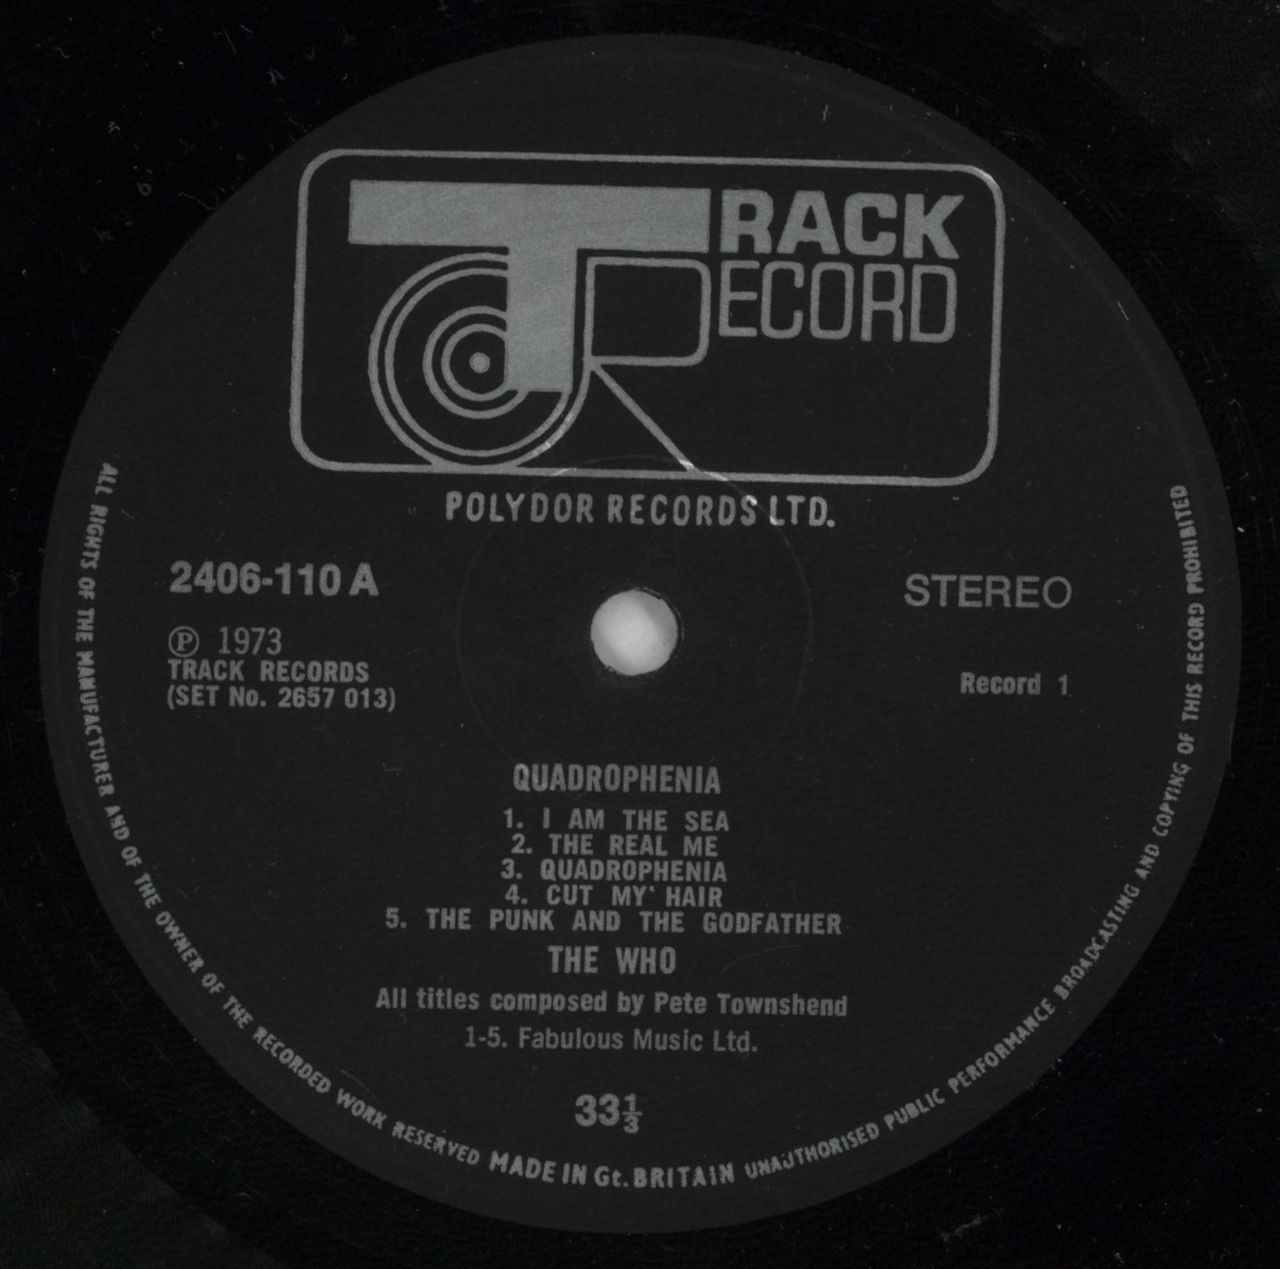 TRACK
RECORD
POLYDOR RECORDS LTD.
2406-110 A
STEREO
℗ 1973
TRACK RECORDS
(SET No. 2657 013)
Record 1
QUADROPHENIA
1. I AM THE SEA
2. THE REAL ME
3. QUADROPHENIA
4. CUT MY' HAIR
5. THE PUNK AND THE GODFATHER
THE WHO
All titles composed by Pete Townshend
1-5. Fabulous Music Ltd.
33⅓
ALL RIGHTS OF THE MANUFACTURER AND OF THE OWNER OF THE RECORDED WORK RESERVED MADE IN Gt. BRITAIN UNAUTHORISED PUBLIC PERFORMANCE BROADCASTING AND COPYING OF THIS RECORD PROHIBITED